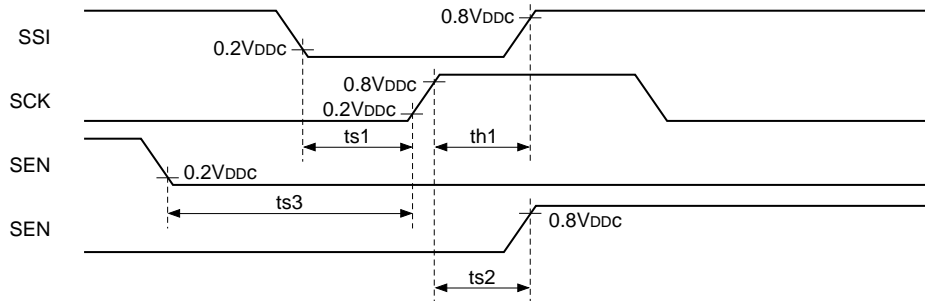 SSI
0.8VDDC
0.2VDDC
SCK
0.8VDDC
0.2VDDC
ts1
th1
SEN
0.2VDDC
ts3
SEN
0.8VDDC
ts2